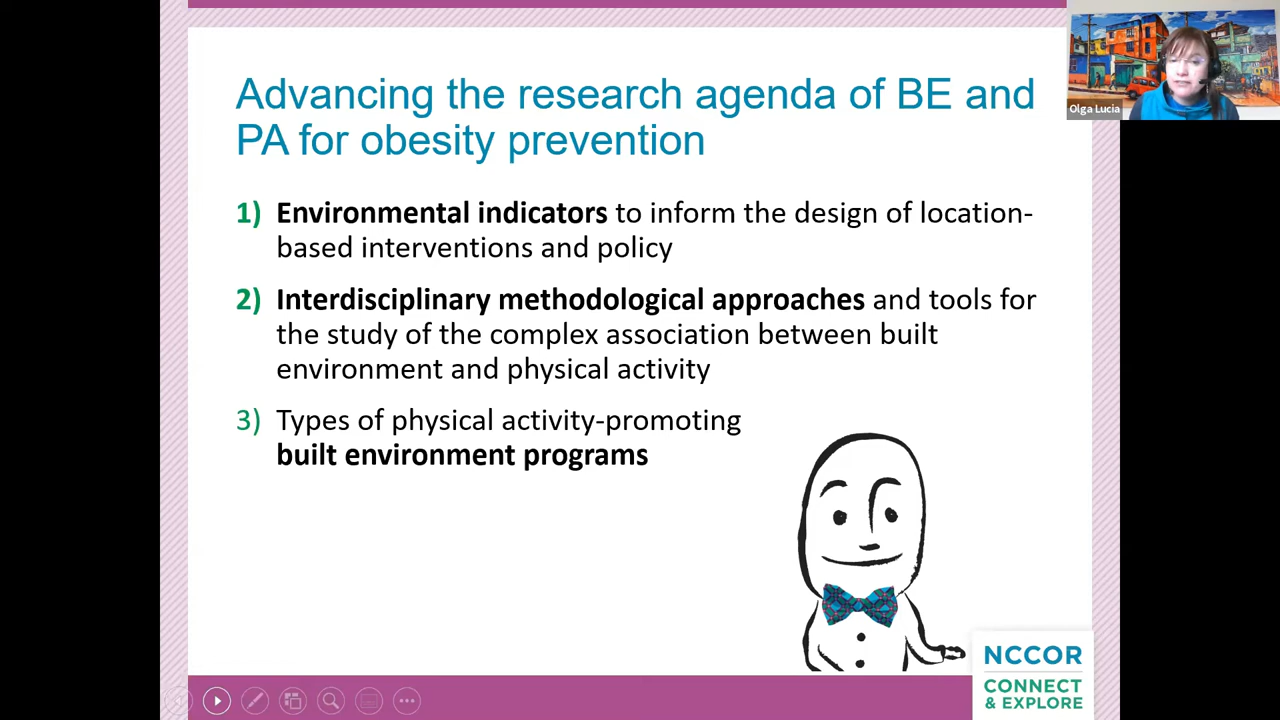 Advancing the research agenda of BE and
PA for obesity prevention
1) Environmental indicators to inform the design of location-
based interventions and policy
2) Interdisciplinary methodological approaches and tools for
the study of the complex association between built
environment and physical activity
3) Types of physical activity-promoting
built environment programs
Olga Lucia
NCCOR
CONNECT
& EXPLORE